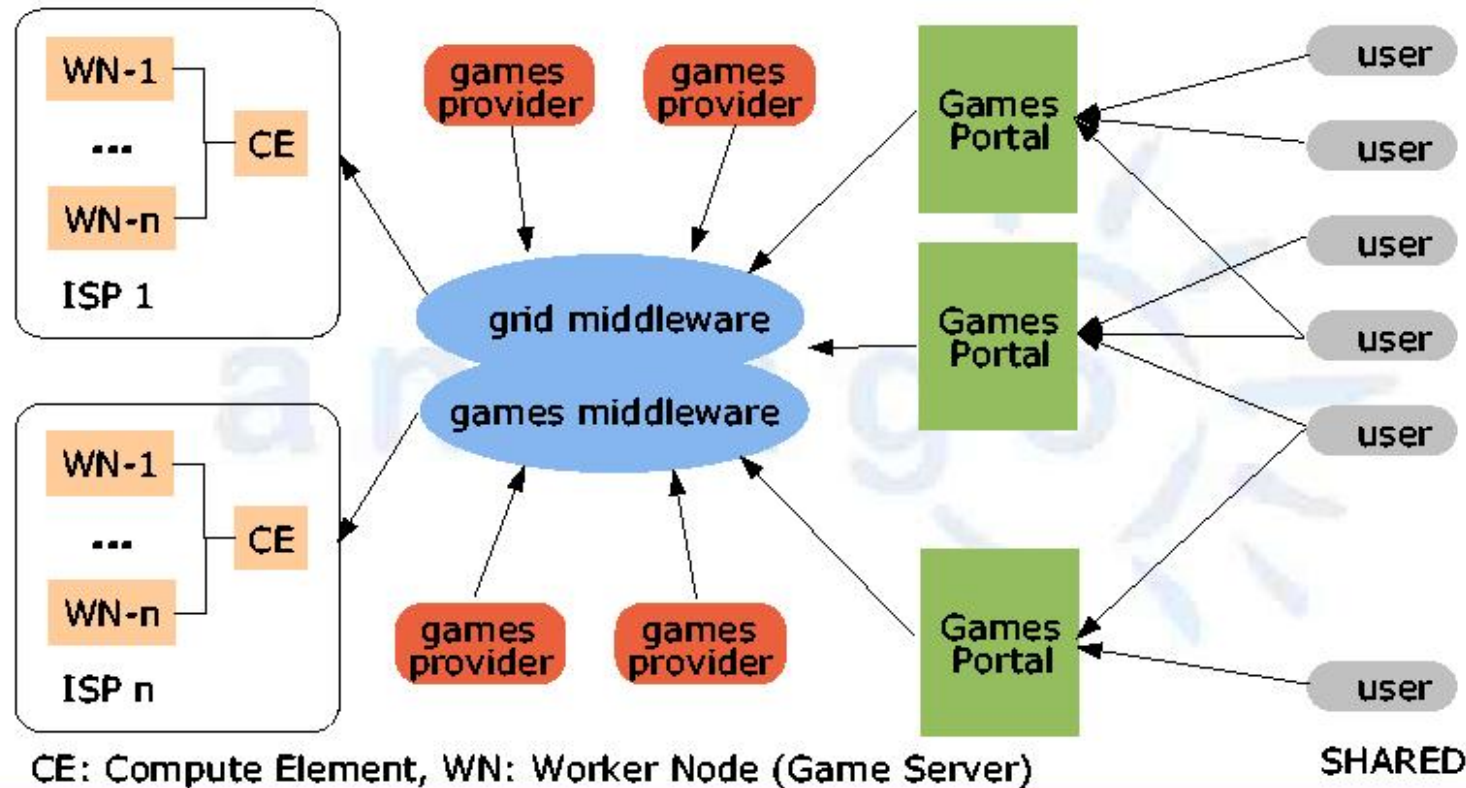 WN-1
...
WN-n
CE
ISP 1
games
provider
games
provider
Games
Portal
user
user
user
user
user
user
grid middleware
games middleware
Games
Portal
WN-1
...
WN-n
CE
ISP n
games
provider
games
provider
Games
Portal
CE: Compute Element, WN: Worker Node (Game Server)
SHARED